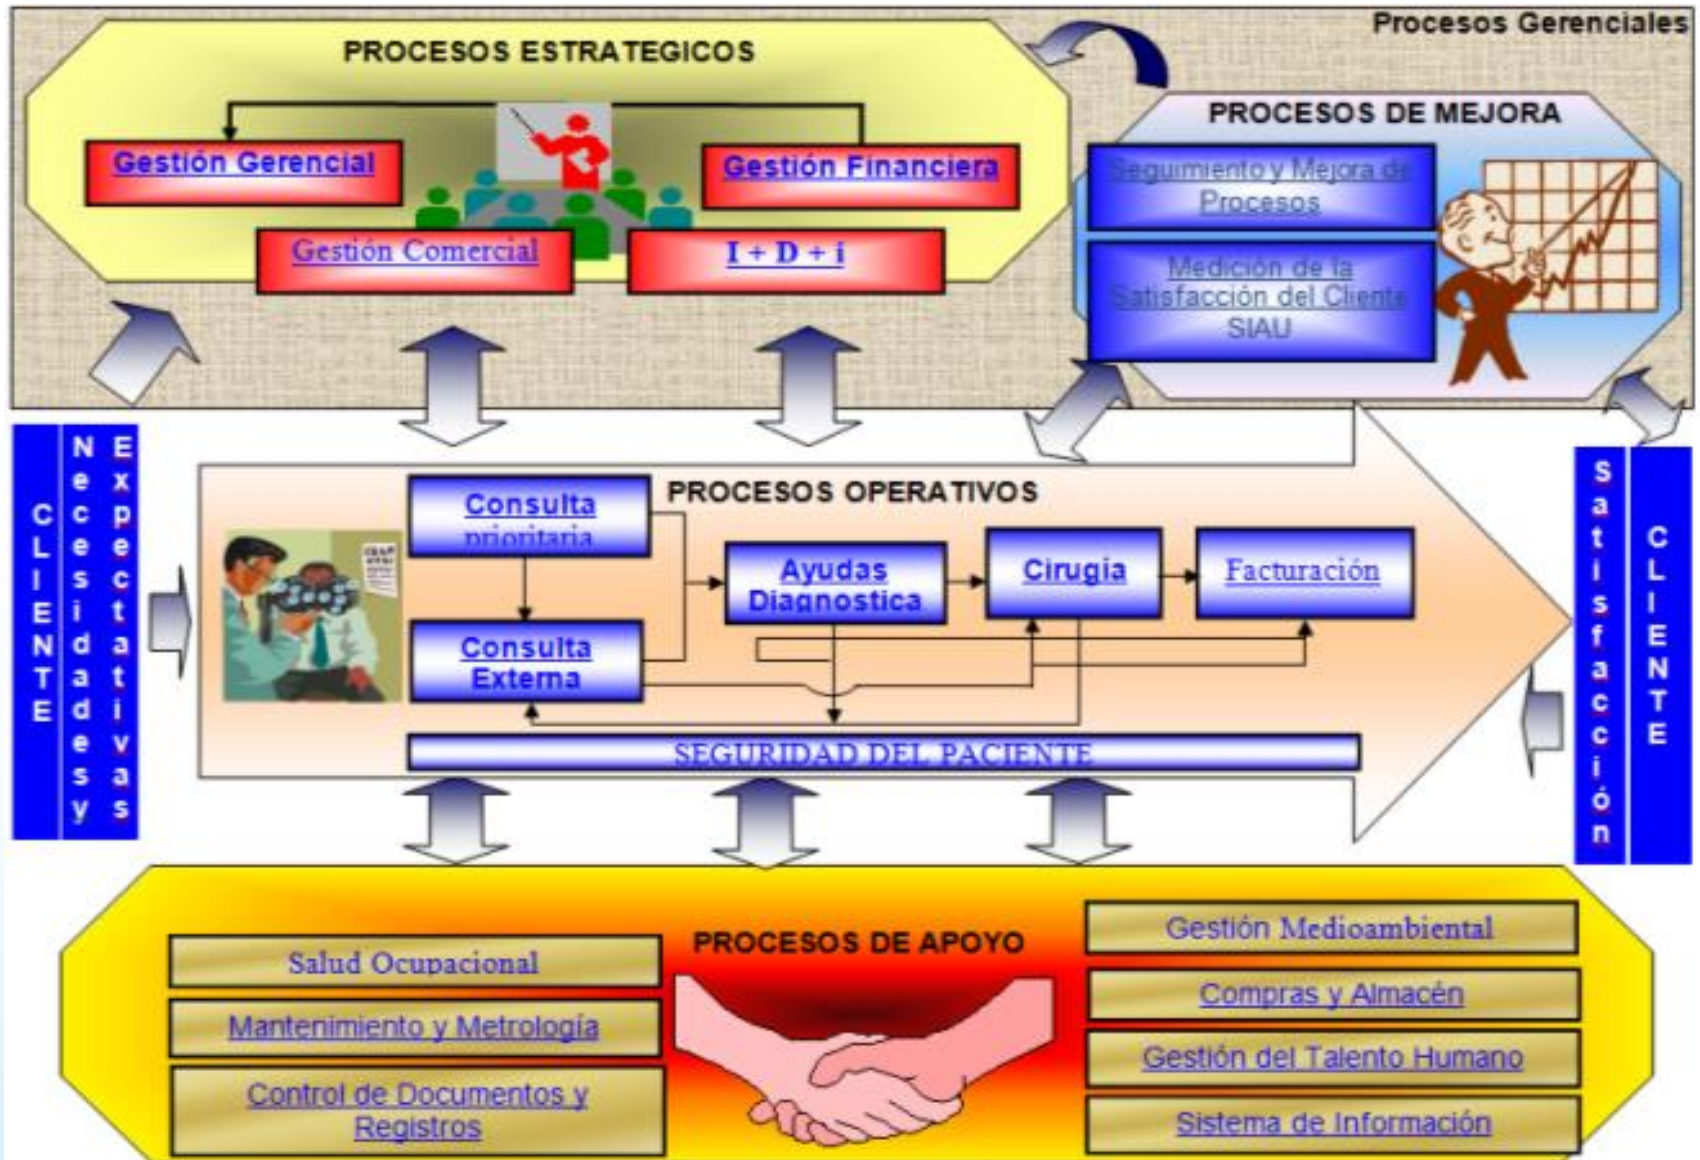 Procesos Gerenciales
PROCESOS ESTRATEGICOS
Gestión Gerencial
Gestión Financiera
Gestión Comercial
I + D + i
PROCESOS DE MEJORA
Seguimiento y Mejora de
Procesos
Medición de la
Satisfacción del Cliente
SIAU
CLIENTE
Necesidades y
Expectativas
PROCESOS OPERATIVOS
Consulta
prioritaria
Consulta
Externa
Ayudas
Diagnostica
Cirugía
Facturación
SEGURIDAD DEL PACIENTE
Satisfacción
CLIENTE
PROCESOS DE APOYO
Salud Ocupacional
Mantenimiento y Metrología
Control de Documentos y
Registros
Gestión Medioambiental
Compras y Almacén
Gestión del Talento Humano
Sistema de Información